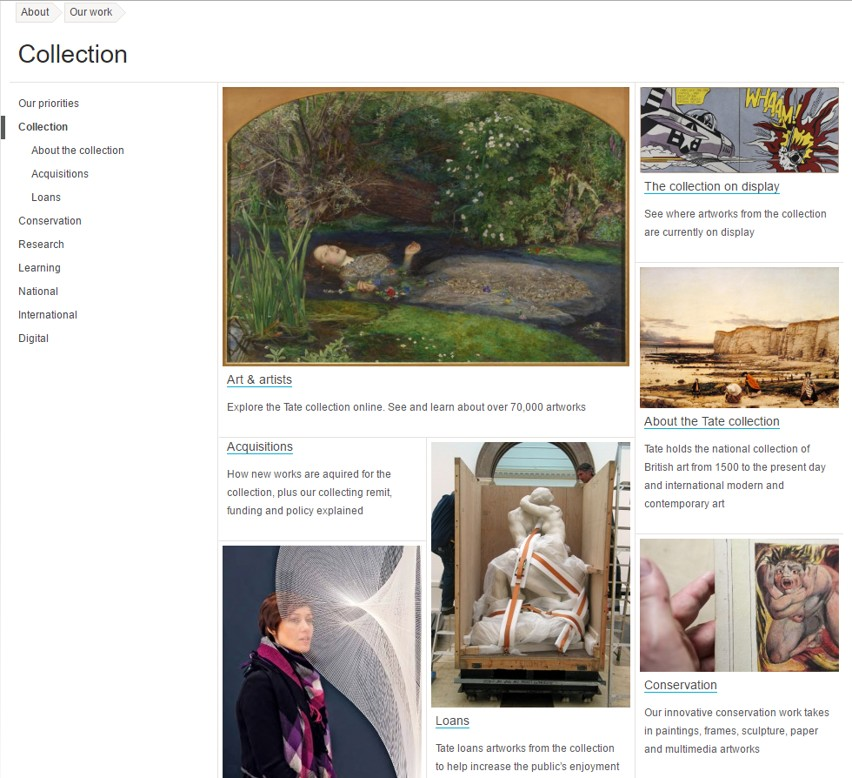 About
Our work
Collection
Our priorities
Collection
About the collection
Acquisitions
Loans
Conservation
Research
Learning
National
International
Digital
Art & artists
Explore the Tate collection online. See and learn about over 70,000 artworks
Acquisitions
How new works are aquired for the
collection, plus our collecting remit,
funding and policy explained
Loans
Tate loans artworks from the collection
to help increase the public's enjoyment
WHAAM!
The collection on display
See where artworks from the collection
are currently on display
About the Tate collection
Tate holds the national collection of
British art from 1500 to the present day
and international modern and
contemporary art
Conservation
Our innovative conservation work takes
in paintings, frames, sculpture, paper
and multimedia artworks